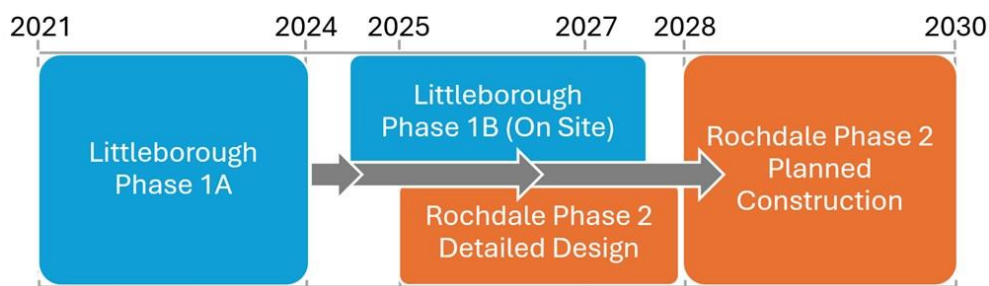 2021 2024 2025 2027 2028 2030
Littleborough
Phase 1A
Littleborough
Phase 1B (On Site)
Rochdale Phase 2
Detailed Design
Rochdale Phase 2
Planned
Construction